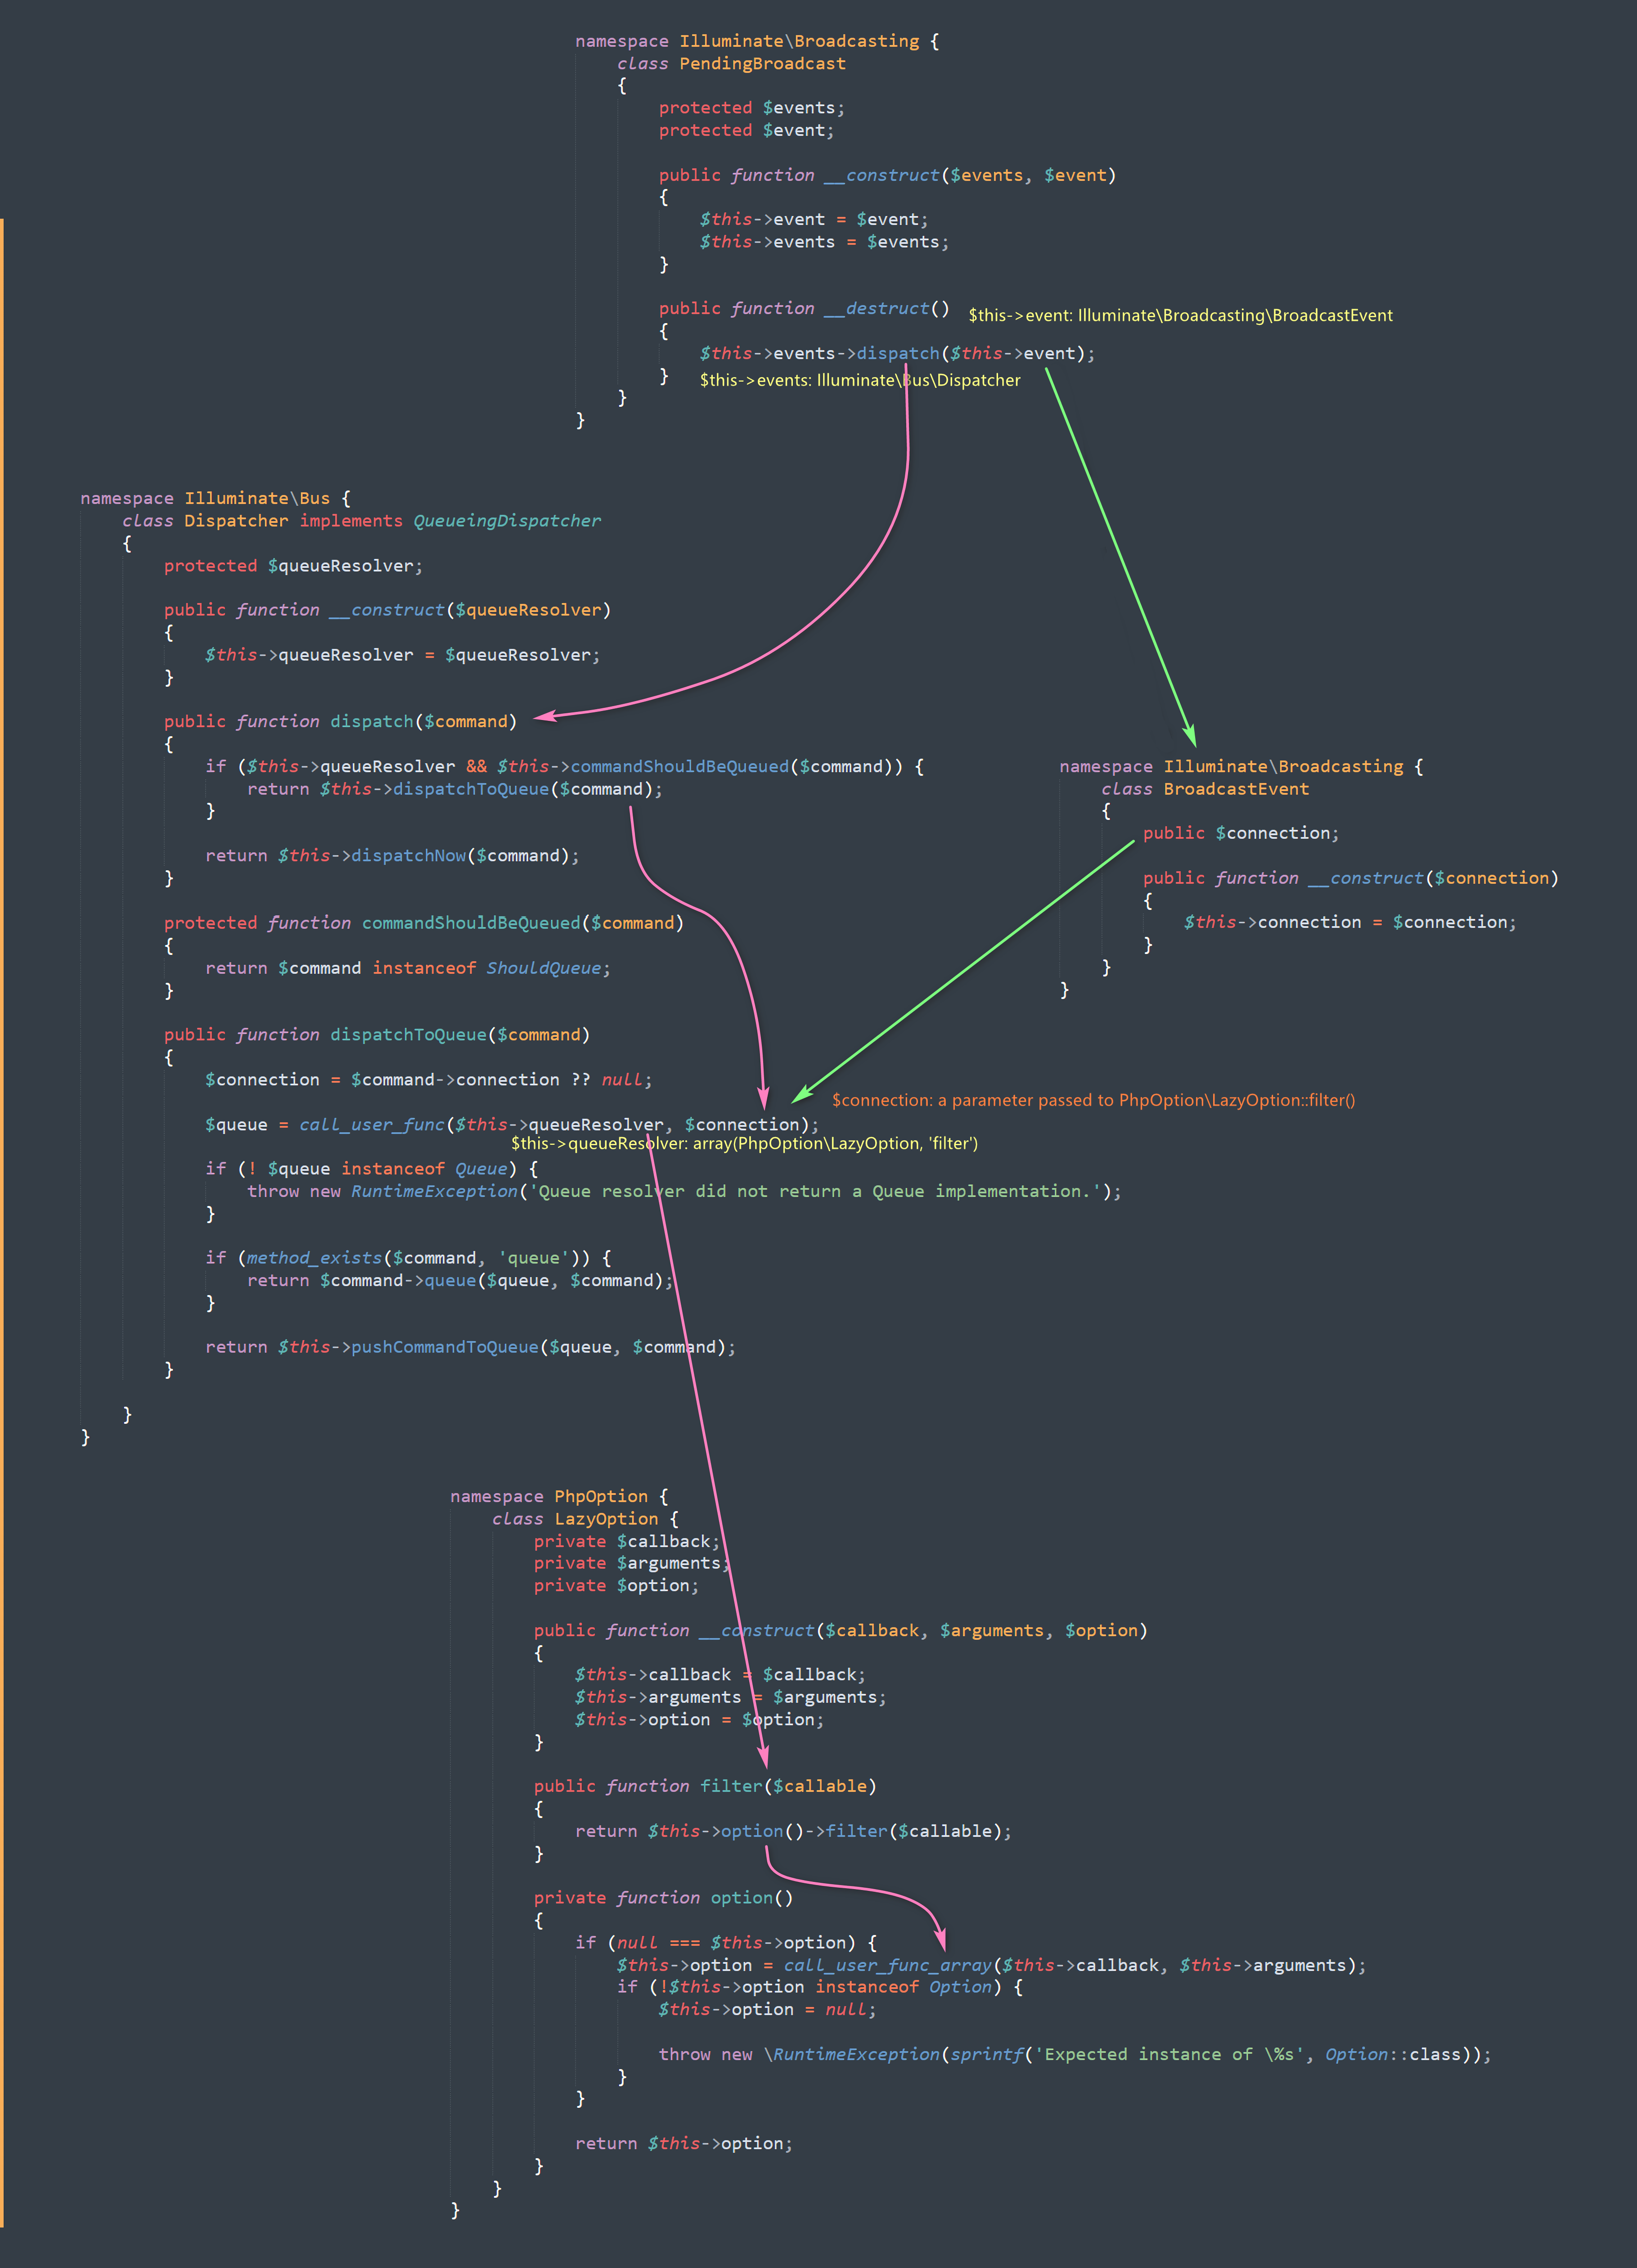 namespace Illuminate\Broadcasting {
class PendingBroadcast
{
protected $events;
protected $event;
public function __construct($events, $event)
{
$this->event = $event;
$this->events = $events;
}
public function __destruct()
$this->event: Illuminate\Broadcasting\BroadcastEvent
{
$this->events->dispatch($this->event);
}
$this->events: Illuminate\Bus\Dispatcher
}
}
namespace Illuminate\Bus {
class Dispatcher implements QueueingDispatcher
{
protected $queueResolver;
public function __construct($queueResolver)
{
$this->queueResolver = $queueResolver;
}
public function dispatch($command)
{
if ($this->queueResolver && $this->commandShouldBeQueued($command)) {
return $this->dispatchToQueue($command);
}
return $this->dispatchNow($command);
}
protected function commandShouldBeQueued($command)
{
return $command instanceof ShouldQueue;
}
public function dispatchToQueue($command)
{
$connection = $command->connection ?? null;
$queue = call_user_func($this->queueResolver, $connection);
$this->queueResolver: array(PhpOption\LazyOption, 'filter')
if (! $queue instanceof Queue) {
throw new RuntimeException('Queue resolver did not return a Queue implementation.');
}
if (method_exists($command, 'queue')) {
return $command->queue($queue, $command);
}
return $this->pushCommandToQueue($queue, $command);
}
}
}
namespace Illuminate\Broadcasting {
class BroadcastEvent
{
public $connection;
public function __construct($connection)
{
$this->connection = $connection;
}
}
}
$connection: a parameter passed to PhpOption\LazyOption::filter()
namespace PhpOption {
class LazyOption {
private $callback;
private $arguments;
private $option;
public function __construct($callback, $arguments, $option)
{
$this->callback = $callback;
$this->arguments = $arguments;
$this->option = $option;
}
public function filter($callable)
{
return $this->option()->filter($callable);
}
private function option()
{
if (null === $this->option) {
$this->option = call_user_func_array($this->callback, $this->arguments);
if (!$this->option instanceof Option) {
$this->option = null;
throw new \RuntimeException(sprintf('Expected instance of \%s', Option::class));
}
}
return $this->option;
}
}
}